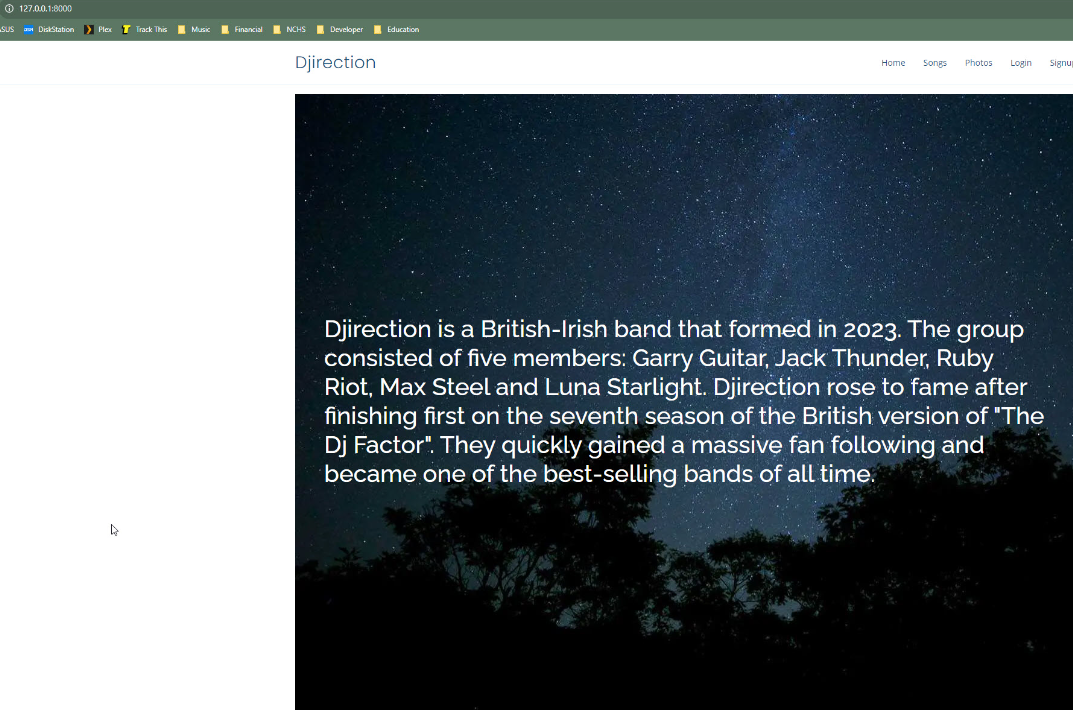 127.0.0.1:8000
ASUS DiskStation Plex Track This Music Financial NCHS Developer Education
Djirection
Home Songs Photos Login Signup
Djirection is a British-Irish band that formed in 2023. The group
consisted of five members: Garry Guitar, Jack Thunder, Ruby
Riot, Max Steel and Luna Starlight. Djirection rose to fame after
finishing first on the seventh season of the British version of "The
Dj Factor". They quickly gained a massive fan following and
became one of the best-selling bands of all time.